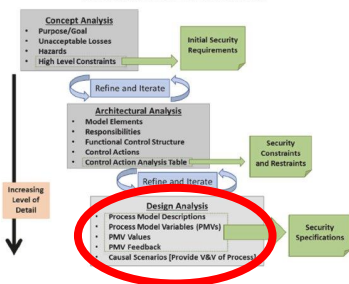 Concept Analysis
• Purpose/Goal
• Unacceptable Losses
• Hazards
• High Level Constraints
Initial Security
Requirements
Refine and Iterate
Architectural Analysis
• Model Elements
• Responsibilities
• Functional Control Structure
• Control Actions
• Control Action Analysis Table
Security
Constraints
and Restraints
Refine and Iterate
Increasing
Level of
Detail
Design Analysis
• Process Model Descriptions
• Process Model Variables (PMVs)
• PMV Values
• PMV Feedback
• Causal Scenarios [Provide V&V of Process]
Security
Specifications